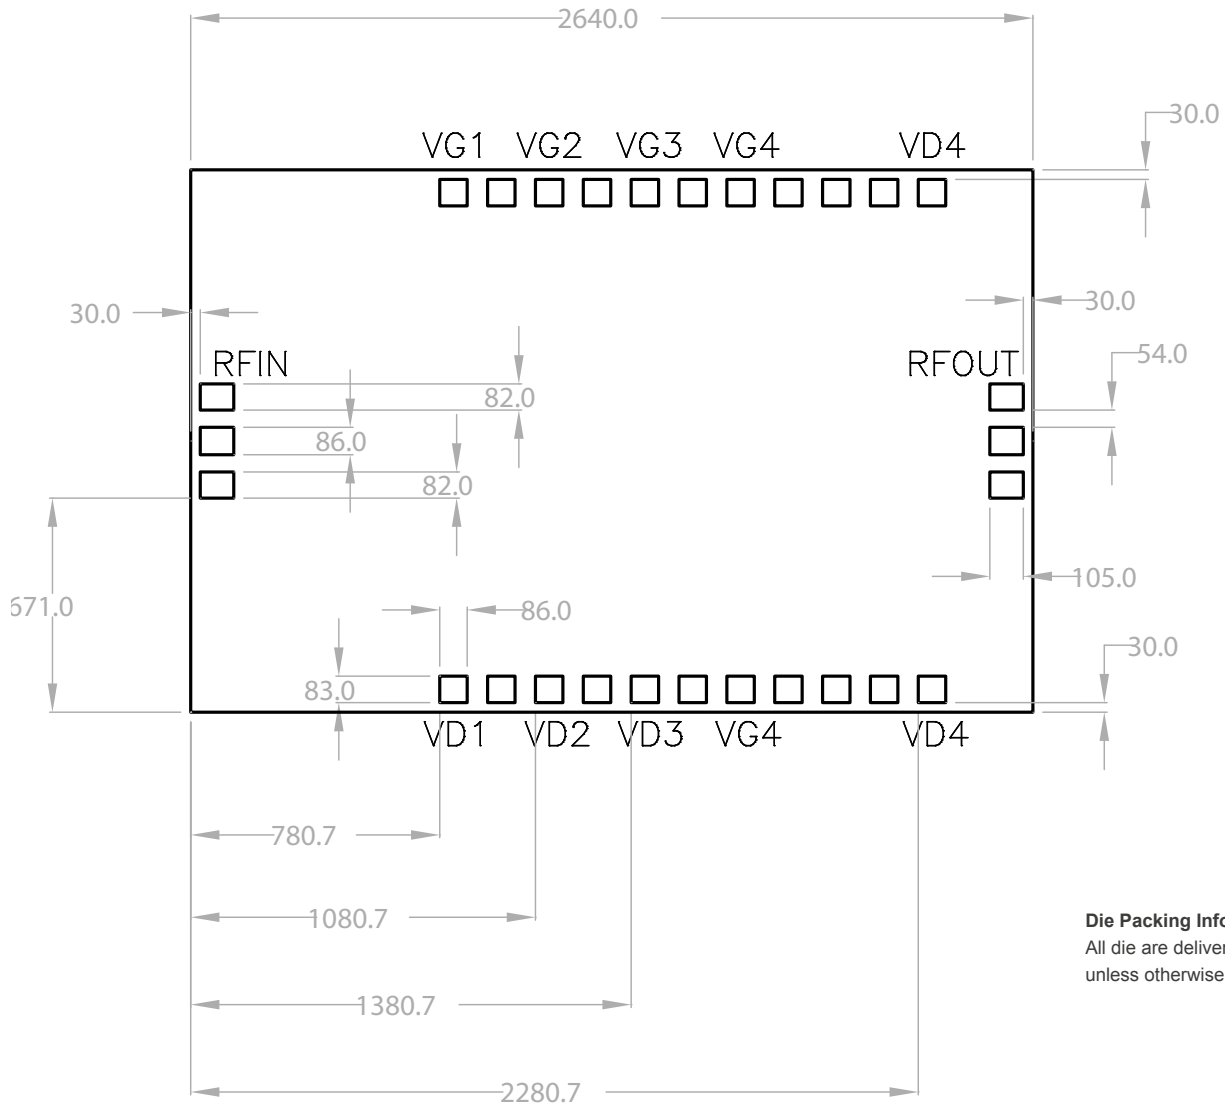 2640.0
30.0
VG1 VG2 VG3 VG4 VD4
30.0
30.0
54.0
RFIN
RFOUT
82.0
86.0
82.0
105.0
671.0
86.0
30.0
83.0
VD1 VD2 VD3 VG4 VD4
780.7
1080.7
Die Packing Info
All die are deliver
unless otherwise
1380.7
2280.7